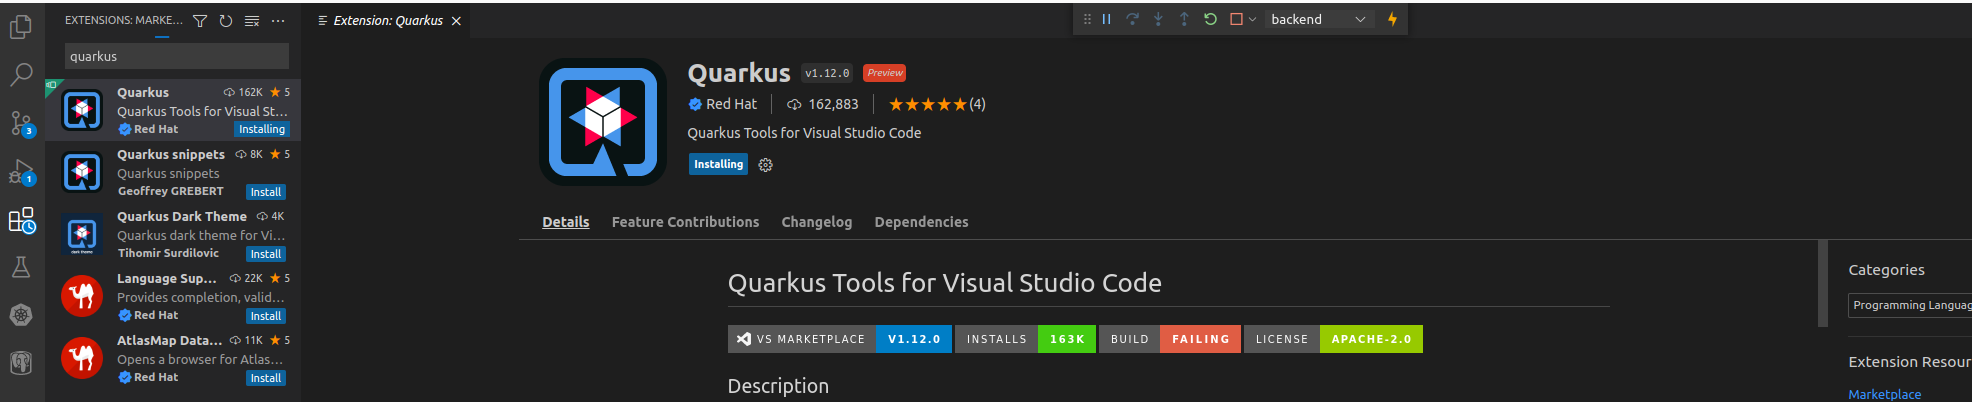 EXTENSIONS: MARKE...
quarkus
Quarkus 162K ★ 5
Quarkus Tools for Visual St...
Red Hat Installing
Quarkus snippets 8K ★ 5
Quarkus snippets
Geoffrey GREBERT Install
Quarkus Dark Theme 4K
Quarkus dark theme for Vi...
Tihomir Surdilovic Install
Language Sup... 22K ★ 5
Provides completion, valid...
Red Hat Install
AtlasMap Data... 11K ★ 5
Opens a browser for Atlas...
Red Hat Install
3
1
dark theme
Extension: Quarkus
backend
Quarkus v1.12.0 Preview
Red Hat 162,883 ★★★★★(4)
Quarkus Tools for Visual Studio Code
Installing
Details Feature Contributions Changelog Dependencies
Quarkus Tools for Visual Studio Code
VS MARKETPLACE V1.12.0 INSTALLS 163K BUILD FAILING LICENSE APACHE-2.0
Description
Categories
Programming Languag
Extension Resour
Marketplace